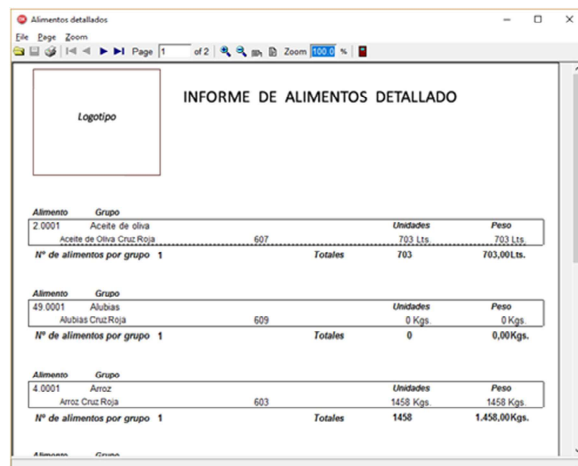 Alimentos detallados
File Page Zoom
Page 1 of 2 Zoom 100.0 %
Logotipo
INFORME DE ALIMENTOS DETALLADO
Alimento Grupo
2.0001 Aceite de oliva Unidades Peso
Aceite de Oliva Cruz Roja 607 703 Lts. 703 Lts.
Nº de alimentos por grupo 1 Totales 703 703,00Lts.
Alimento Grupo
49.0001 Alubias Unidades Peso
Alubias Cruz Roja 609 0 Kgs. 0 Kgs.
Nº de alimentos por grupo 1 Totales 0 0,00Kgs.
Alimento Grupo
4.0001 Arroz Unidades Peso
Arroz Cruz Roja 603 1458 Kgs. 1458 Kgs.
Nº de alimentos por grupo 1 Totales 1458 1.458,00Kgs.
Alimento Grupo